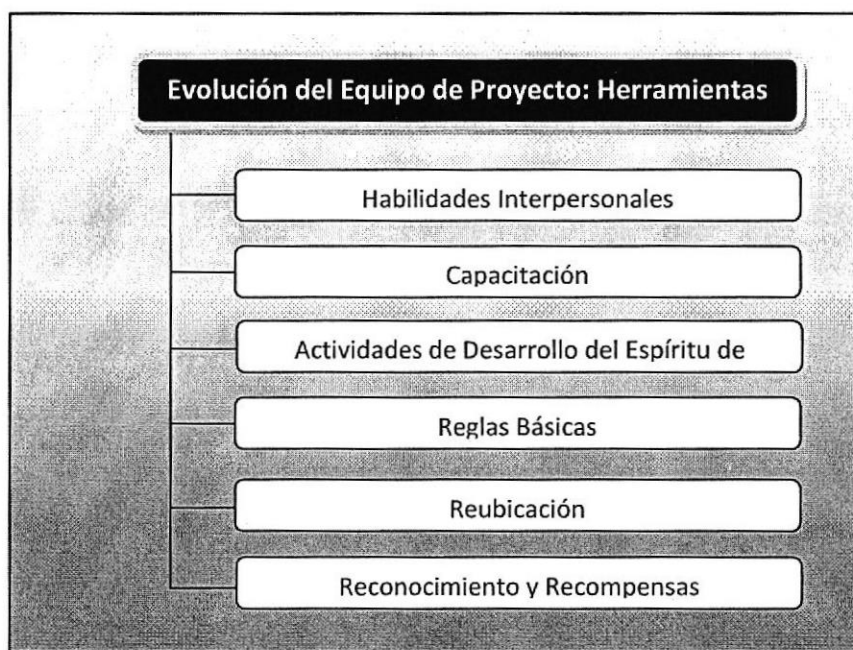 Evolución del Equipo de Proyecto: Herramientas
Habilidades Interpersonales
Capacitación
Actividades de Desarrollo del Espíritu de
Reglas Básicas
Reubicación
Reconocimiento y Recompensas